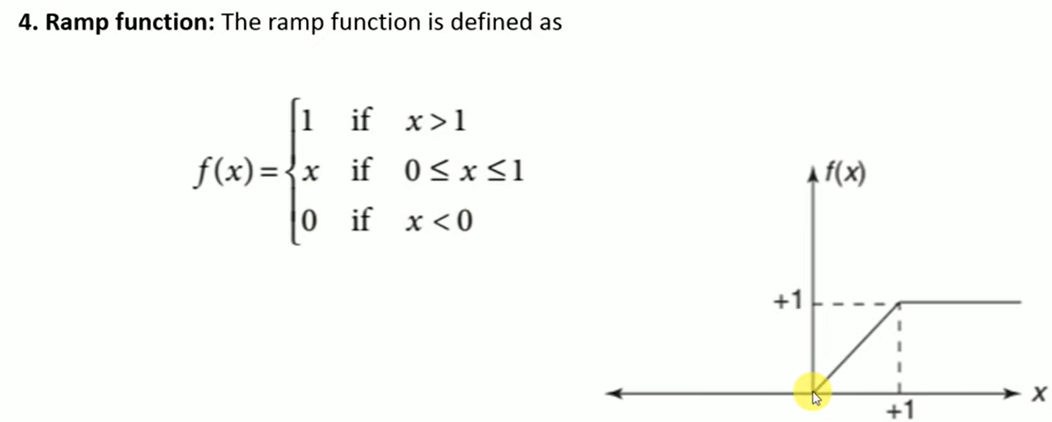 4. Ramp function: The ramp function is defined as
1 if x > 1
f(x) = { x if 0 ≤ x ≤ 1
0 if x < 0
f(x)
+1
x
+1